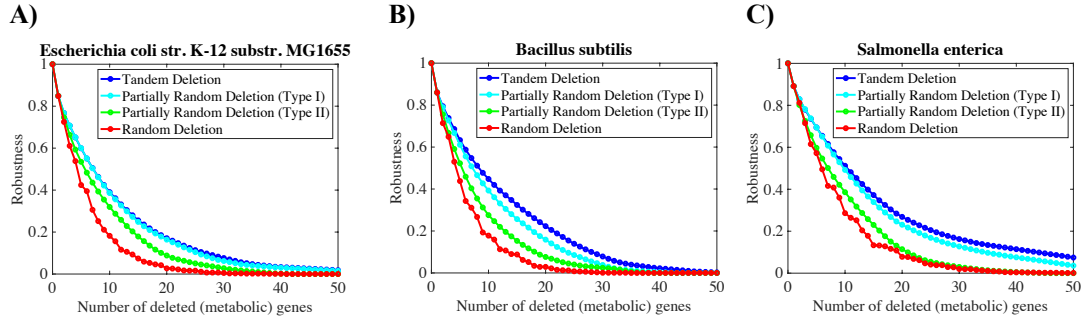 A)
Escherichia coli str. K-12 substr. MG1655
Tandem Deletion
Partially Random Deletion (Type I)
Partially Random Deletion (Type II)
Random Deletion
Robustness
1
0.8
0.6
0.4
0.2
0
0 10 20 30 40 50
Number of deleted (metabolic) genes
B)
Bacillus subtilis
Tandem Deletion
Partially Random Deletion (Type I)
Partially Random Deletion (Type II)
Random Deletion
Robustness
1
0.8
0.6
0.4
0.2
0
0 10 20 30 40 50
Number of deleted (metabolic) genes
C)
Salmonella enterica
Tandem Deletion
Partially Random Deletion (Type I)
Partially Random Deletion (Type II)
Random Deletion
Robustness
1
0.8
0.6
0.4
0.2
0
0 10 20 30 40 50
Number of deleted (metabolic) genes